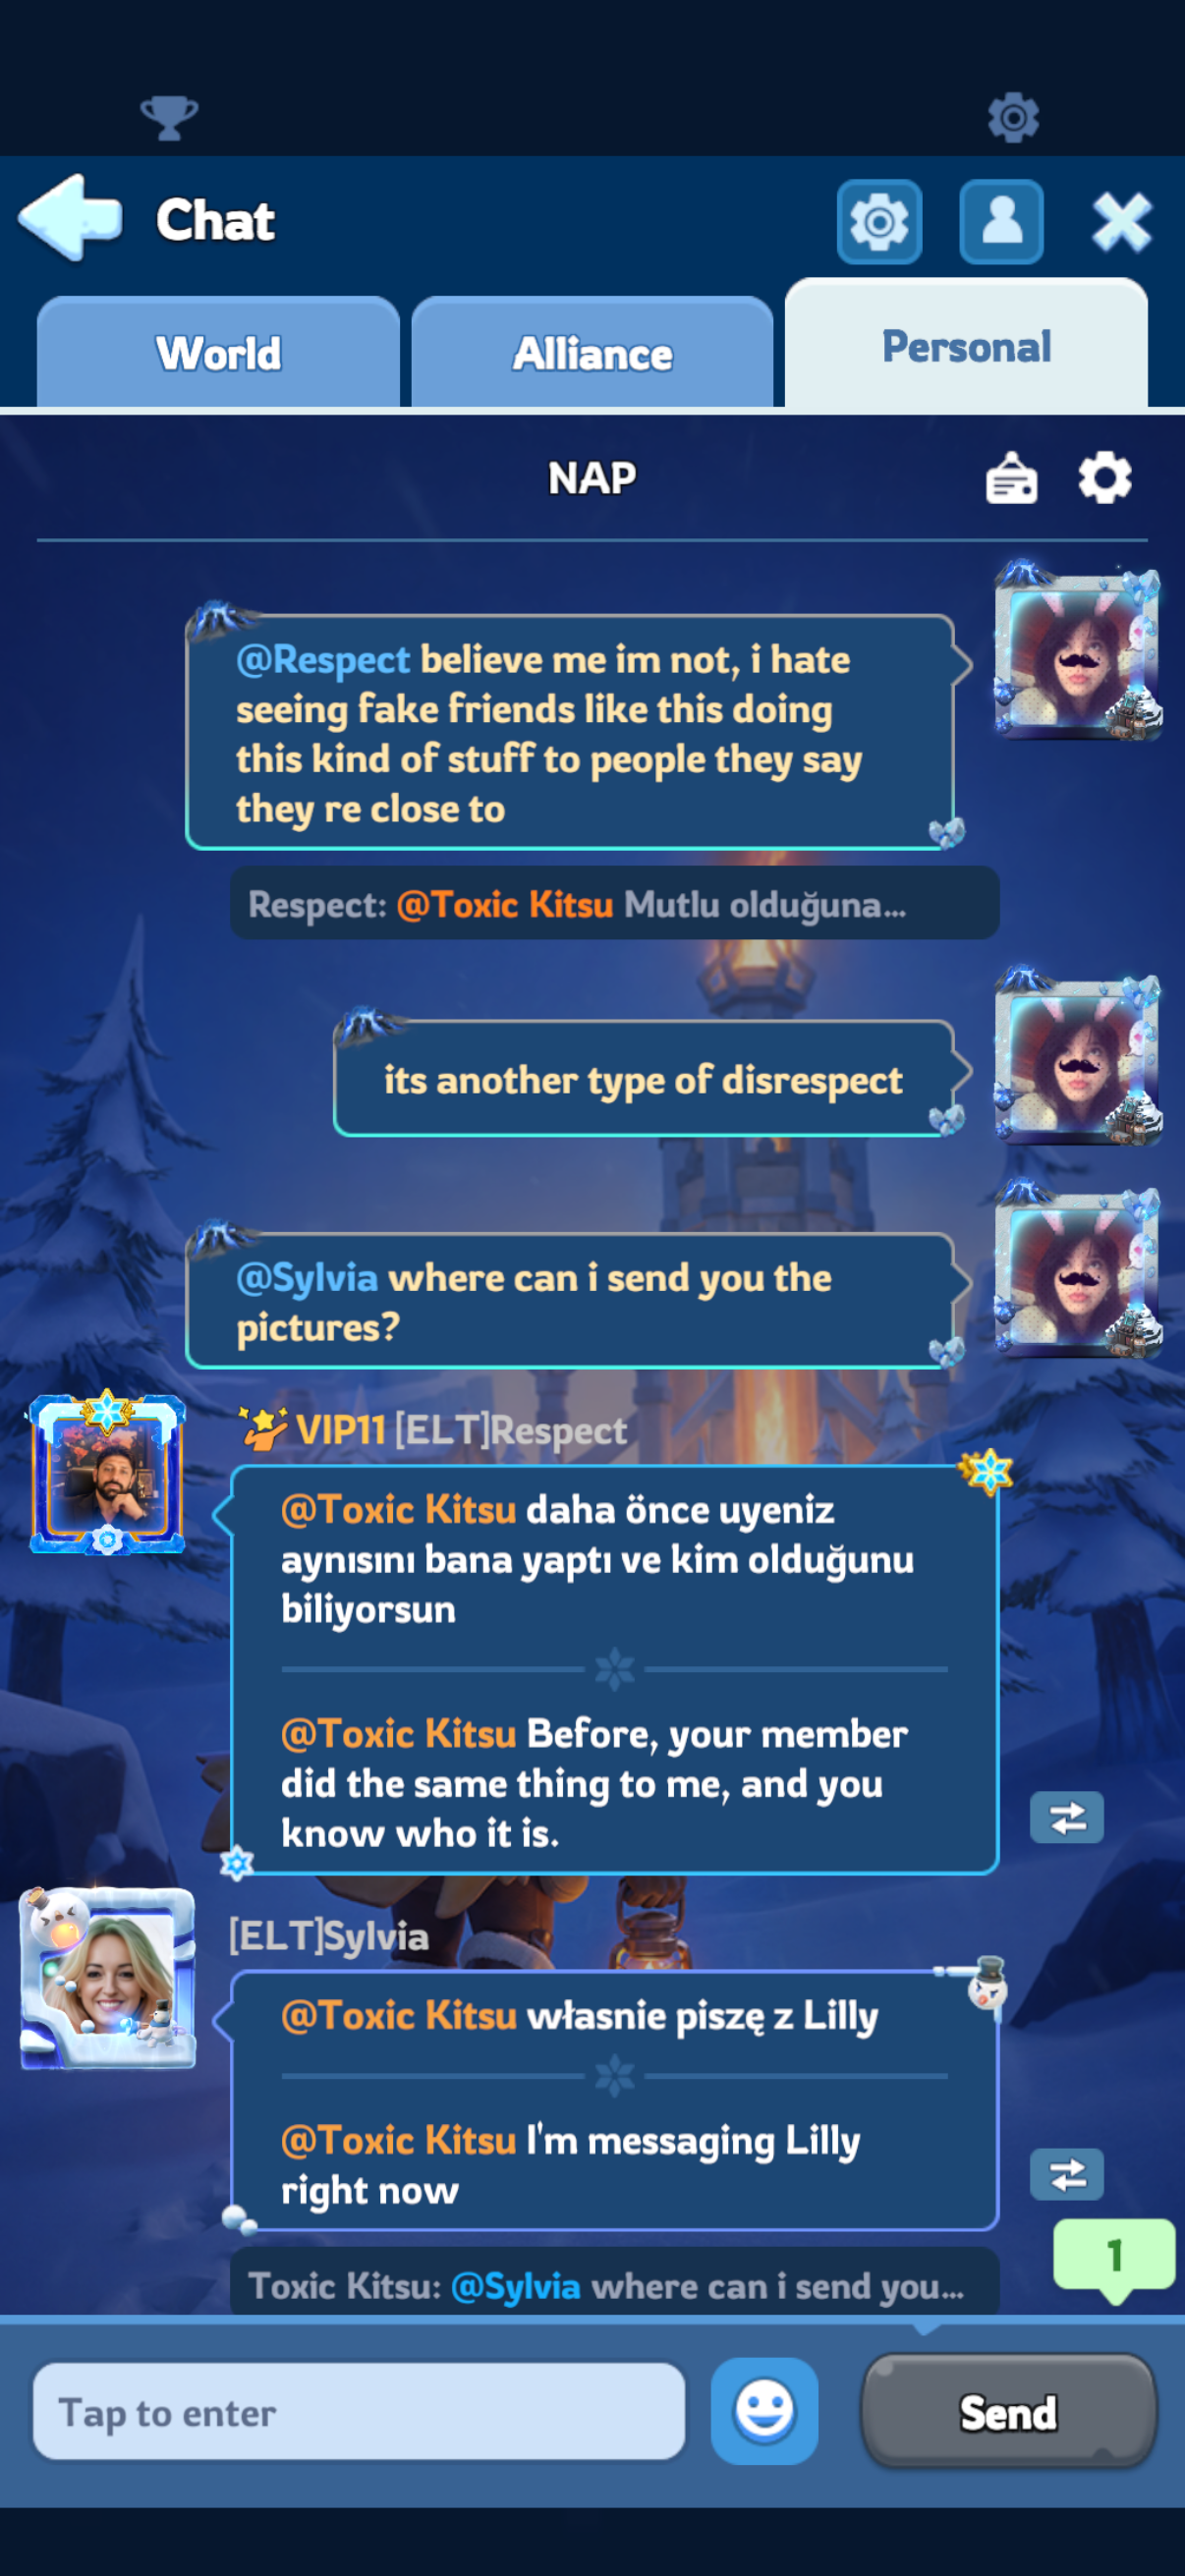 Chat
World
Alliance
Personal
NAP
@Respect believe me im not, i hate
seeing fake friends like this doing
this kind of stuff to people they say
they re close to
Respect: @Toxic Kitsu Mutlu olduğuna...
its another type of disrespect
@Sylvia where can i send you the
pictures?
VIP11 [ELT]Respect
@Toxic Kitsu daha önce uyeniz
aynısını bana yaptı ve kim olduğunu
biliyorsun
@Toxic Kitsu Before, your member
did the same thing to me, and you
know who it is.
[ELT]Sylvia
@Toxic Kitsu własnie piszę z Lilly
@Toxic Kitsu I'm messaging Lilly
right now
1
Toxic Kitsu: @Sylvia where can i send you...
Tap to enter
Send